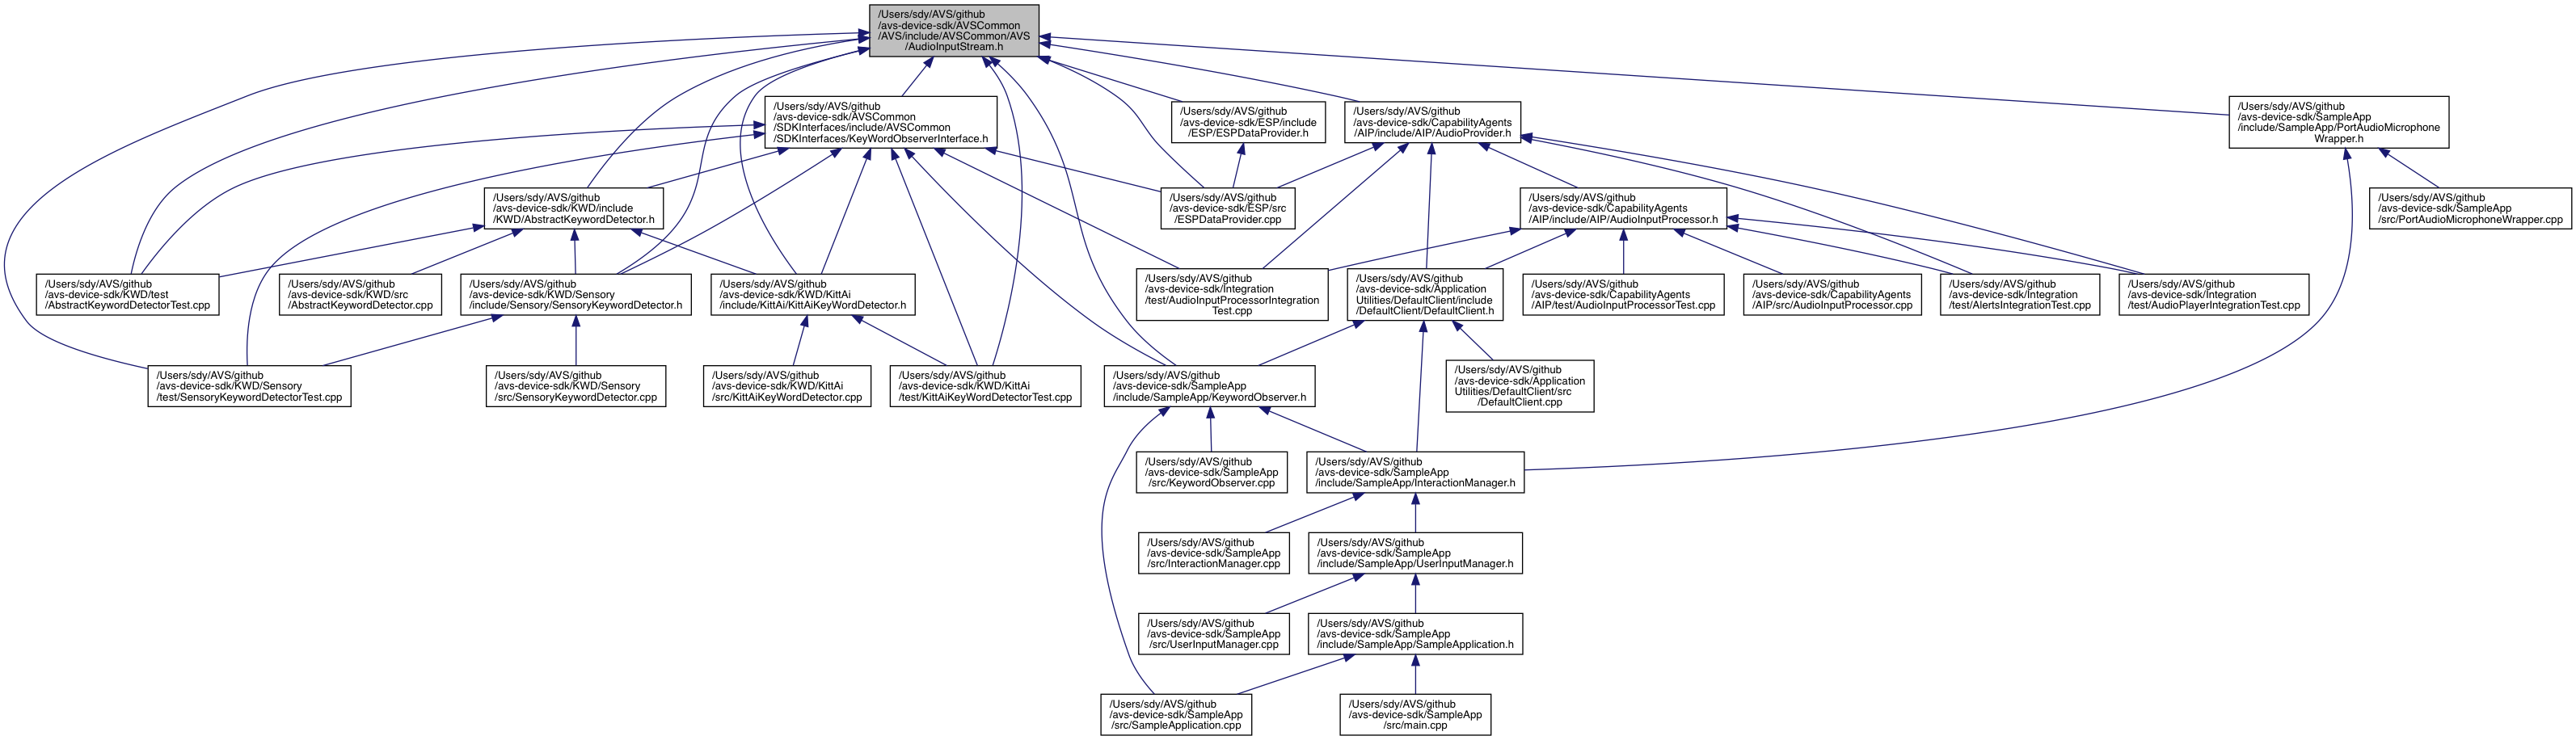 /Users/sdy/AVS/github
/avs-device-sdk/AVSCommon
/AVS/include/AVSCommon/AVS
/AudioInputStream.h
/Users/sdy/AVS/github
/avs-device-sdk/AVSCommon
/SDKInterfaces/include/AVSCommon
/SDKInterfaces/KeyWordObserverInterface.h
/Users/sdy/AVS/github
/avs-device-sdk/ESP/include
/ESP/ESPDataProvider.h
/Users/sdy/AVS/github
/avs-device-sdk/CapabilityAgents
/AIP/include/AIP/AudioProvider.h
/Users/sdy/AVS/github
/avs-device-sdk/SampleApp
/include/SampleApp/PortAudioMicrophone
Wrapper.h
/Users/sdy/AVS/github
/avs-device-sdk/KWD/include
/KWD/AbstractKeywordDetector.h
/Users/sdy/AVS/github
/avs-device-sdk/ESP/src
/ESPDataProvider.cpp
/Users/sdy/AVS/github
/avs-device-sdk/CapabilityAgents
/AIP/include/AIP/AudioInputProcessor.h
/Users/sdy/AVS/github
/avs-device-sdk/SampleApp
/src/PortAudioMicrophoneWrapper.cpp
/Users/sdy/AVS/github
/avs-device-sdk/KWD/test
/AbstractKeywordDetectorTest.cpp
/Users/sdy/AVS/github
/avs-device-sdk/KWD/src
/AbstractKeywordDetector.cpp
/Users/sdy/AVS/github
/avs-device-sdk/KWD/Sensory
/include/Sensory/SensoryKeywordDetector.h
/Users/sdy/AVS/github
/avs-device-sdk/KWD/KittAi
/include/KittAi/KittAiKeyWordDetector.h
/Users/sdy/AVS/github
/avs-device-sdk/Integration
/test/AudioInputProcessorIntegration
Test.cpp
/Users/sdy/AVS/github
/avs-device-sdk/Application
Utilities/DefaultClient/include
/DefaultClient/DefaultClient.h
/Users/sdy/AVS/github
/avs-device-sdk/CapabilityAgents
/AIP/test/AudioInputProcessorTest.cpp
/Users/sdy/AVS/github
/avs-device-sdk/CapabilityAgents
/AIP/src/AudioInputProcessor.cpp
/Users/sdy/AVS/github
/avs-device-sdk/Integration
/test/AlertsIntegrationTest.cpp
/Users/sdy/AVS/github
/avs-device-sdk/Integration
/test/AudioPlayerIntegrationTest.cpp
/Users/sdy/AVS/github
/avs-device-sdk/KWD/Sensory
/test/SensoryKeywordDetectorTest.cpp
/Users/sdy/AVS/github
/avs-device-sdk/KWD/Sensory
/src/SensoryKeywordDetector.cpp
/Users/sdy/AVS/github
/avs-device-sdk/KWD/KittAi
/src/KittAiKeyWordDetector.cpp
/Users/sdy/AVS/github
/avs-device-sdk/KWD/KittAi
/test/KittAiKeyWordDetectorTest.cpp
/Users/sdy/AVS/github
/avs-device-sdk/SampleApp
/include/SampleApp/KeywordObserver.h
/Users/sdy/AVS/github
/avs-device-sdk/Application
Utilities/DefaultClient/src
/DefaultClient.cpp
/Users/sdy/AVS/github
/avs-device-sdk/SampleApp
/src/KeywordObserver.cpp
/Users/sdy/AVS/github
/avs-device-sdk/SampleApp
/include/SampleApp/InteractionManager.h
/Users/sdy/AVS/github
/avs-device-sdk/SampleApp
/src/InteractionManager.cpp
/Users/sdy/AVS/github
/avs-device-sdk/SampleApp
/include/SampleApp/UserInputManager.h
/Users/sdy/AVS/github
/avs-device-sdk/SampleApp
/src/UserInputManager.cpp
/Users/sdy/AVS/github
/avs-device-sdk/SampleApp
/include/SampleApp/SampleApplication.h
/Users/sdy/AVS/github
/avs-device-sdk/SampleApp
/src/SampleApplication.cpp
/Users/sdy/AVS/github
/avs-device-sdk/SampleApp
/src/main.cpp